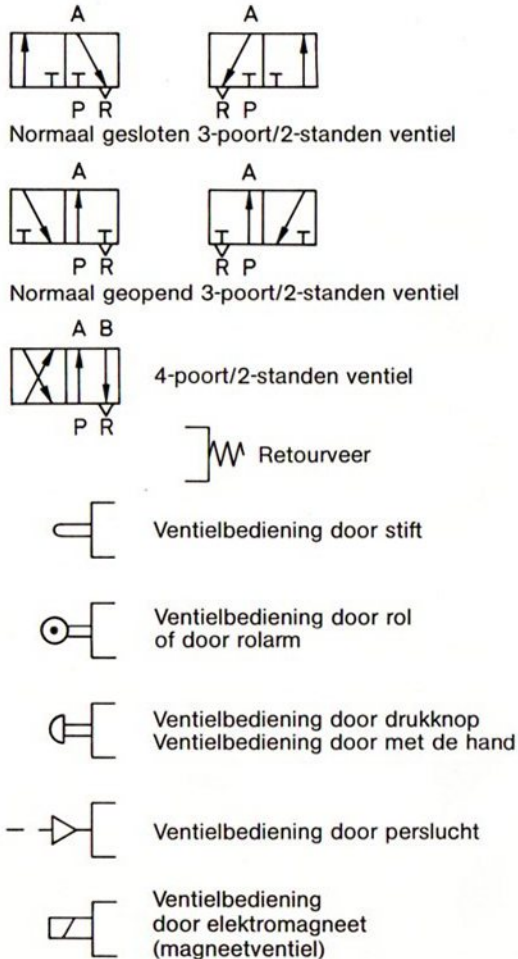 A A
P R R P
Normaal gesloten 3-poort/2-standen ventiel
A A
P R R P
Normaal geopend 3-poort/2-standen ventiel
A B
4-poort/2-standen ventiel
P R
Retourveer
Ventielbediening door stift
Ventielbediening door rol
of door rolarm
Ventielbediening door drukknop
Ventielbediening door met de hand
Ventielbediening door perslucht
Ventielbediening
door elektromagneet
(magneetventiel)